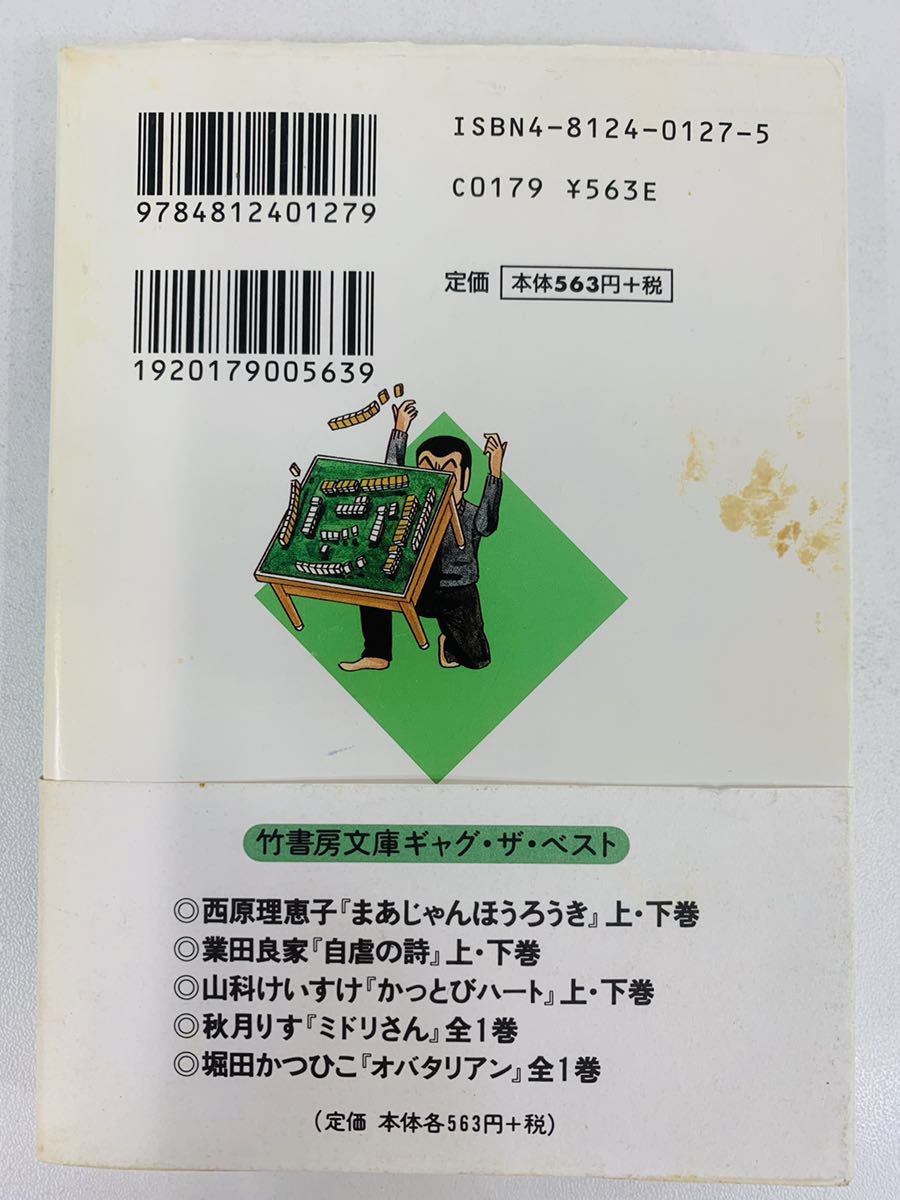 ISBN4-8124-0127-5
9784812401279
C0179 ¥563E
定価 本体563円+税
1920179005639
竹書房文庫ギャグ・ザ・ベスト
◎西原理恵子『まあじゃんほうろうき』上・下巻
◎業田良家『自虐の詩』上・下巻
◎山科けいすけ『かっとびハート』上・下巻
◎秋月りす『ミドリさん』全1巻
◎堀田かつひこ『オバタリアン』全1巻
(定価 本体各563円+税)